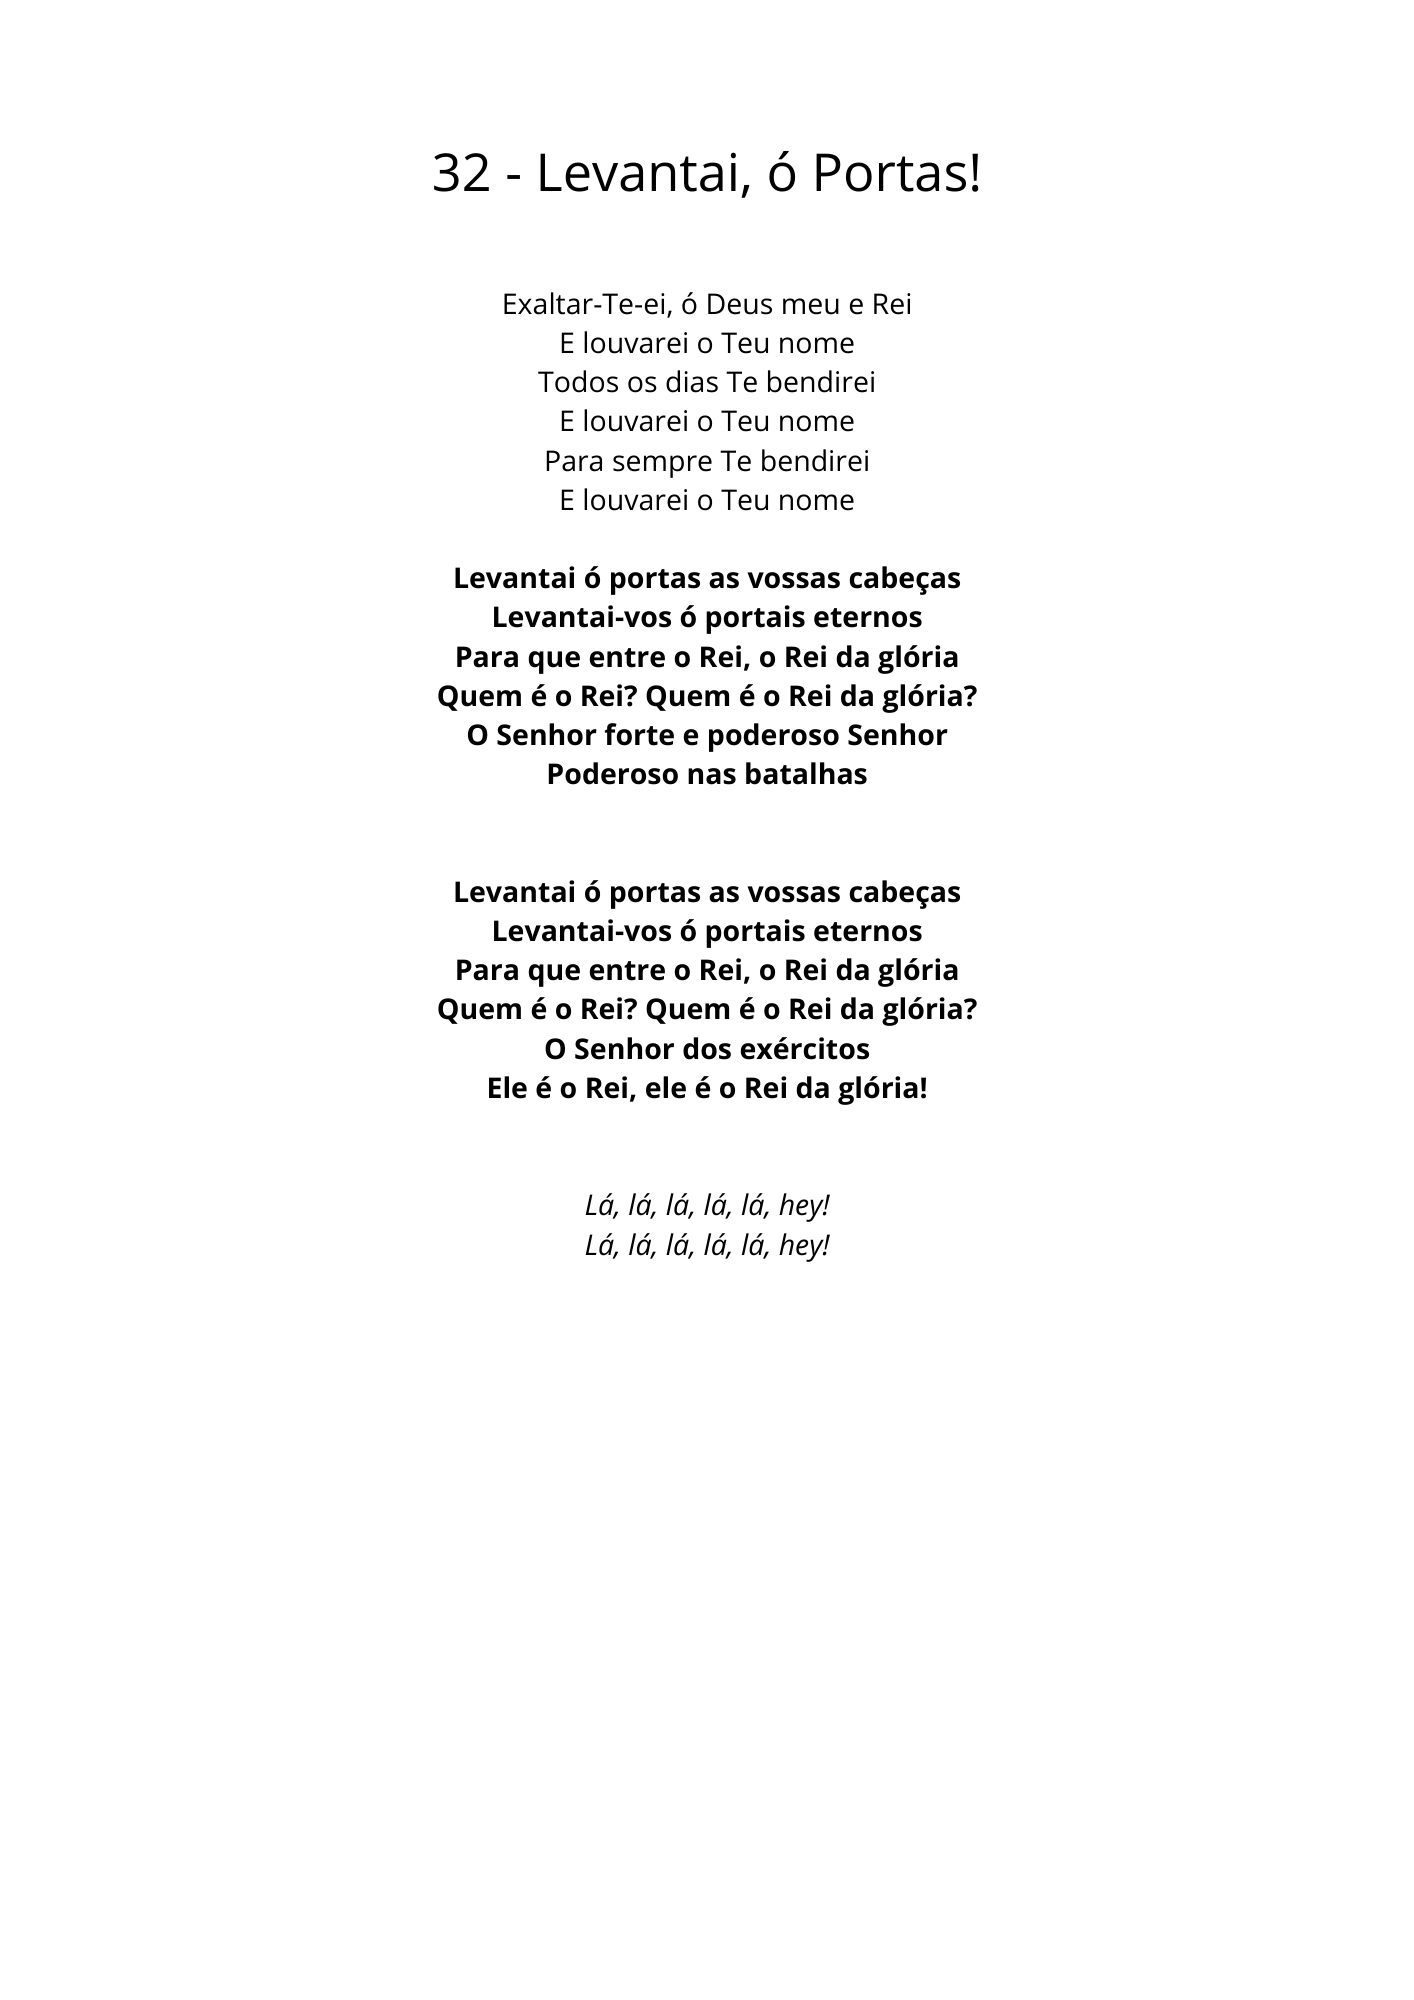 32 - Levantai, ó Portas!
Exaltar-Te-ei, ó Deus meu e Rei
E louvarei o Teu nome
Todos os dias Te bendirei
E louvarei o Teu nome
Para sempre Te bendirei
E louvarei o Teu nome
Levantai ó portas as vossas cabeças
Levantai-vos ó portais eternos
Para que entre o Rei, o Rei da glória
Quem é o Rei? Quem é o Rei da glória?
O Senhor forte e poderoso Senhor
Poderoso nas batalhas
Levantai ó portas as vossas cabeças
Levantai-vos ó portais eternos
Para que entre o Rei, o Rei da glória
Quem é o Rei? Quem é o Rei da glória?
O Senhor dos exércitos
Ele é o Rei, ele é o Rei da glória!
Lá, lá, lá, lá, lá, hey!
Lá, lá, lá, lá, lá, hey!